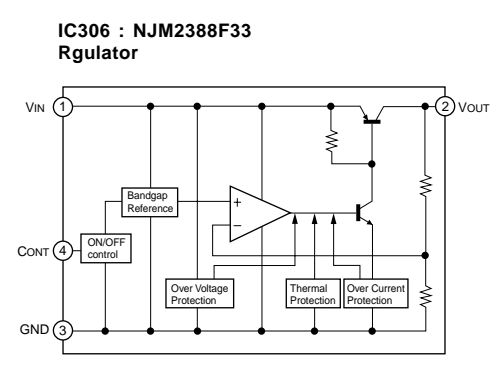 IC306 : NJM2388F33
Rgulator
VIN
1
2
VOUT
Bandgap
Reference
+
−
CONT
4
ON/OFF
control
Over Voltage
Protection
Thermal
Protection
Over Current
Protection
GND
3